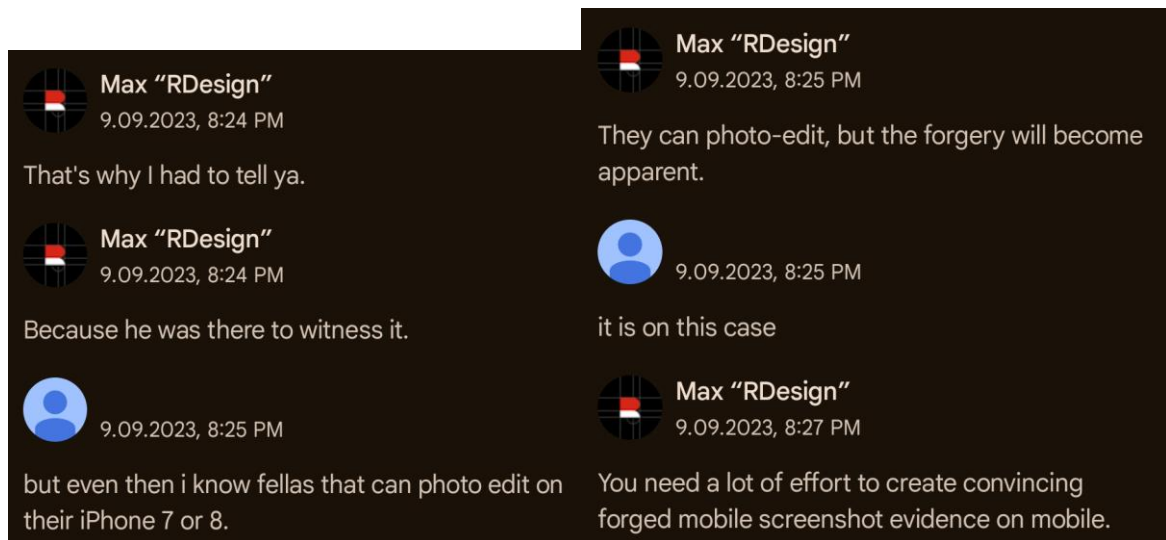 Max “RDesign”
9.09.2023, 8:24 PM
That's why I had to tell ya.
Max “RDesign”
9.09.2023, 8:24 PM
Because he was there to witness it.
9.09.2023, 8:25 PM
but even then i know fellas that can photo edit on
their iPhone 7 or 8.
Max “RDesign”
9.09.2023, 8:25 PM
They can photo-edit, but the forgery will become
apparent.
9.09.2023, 8:25 PM
it is on this case
Max “RDesign”
9.09.2023, 8:27 PM
You need a lot of effort to create convincing
forged mobile screenshot evidence on mobile.